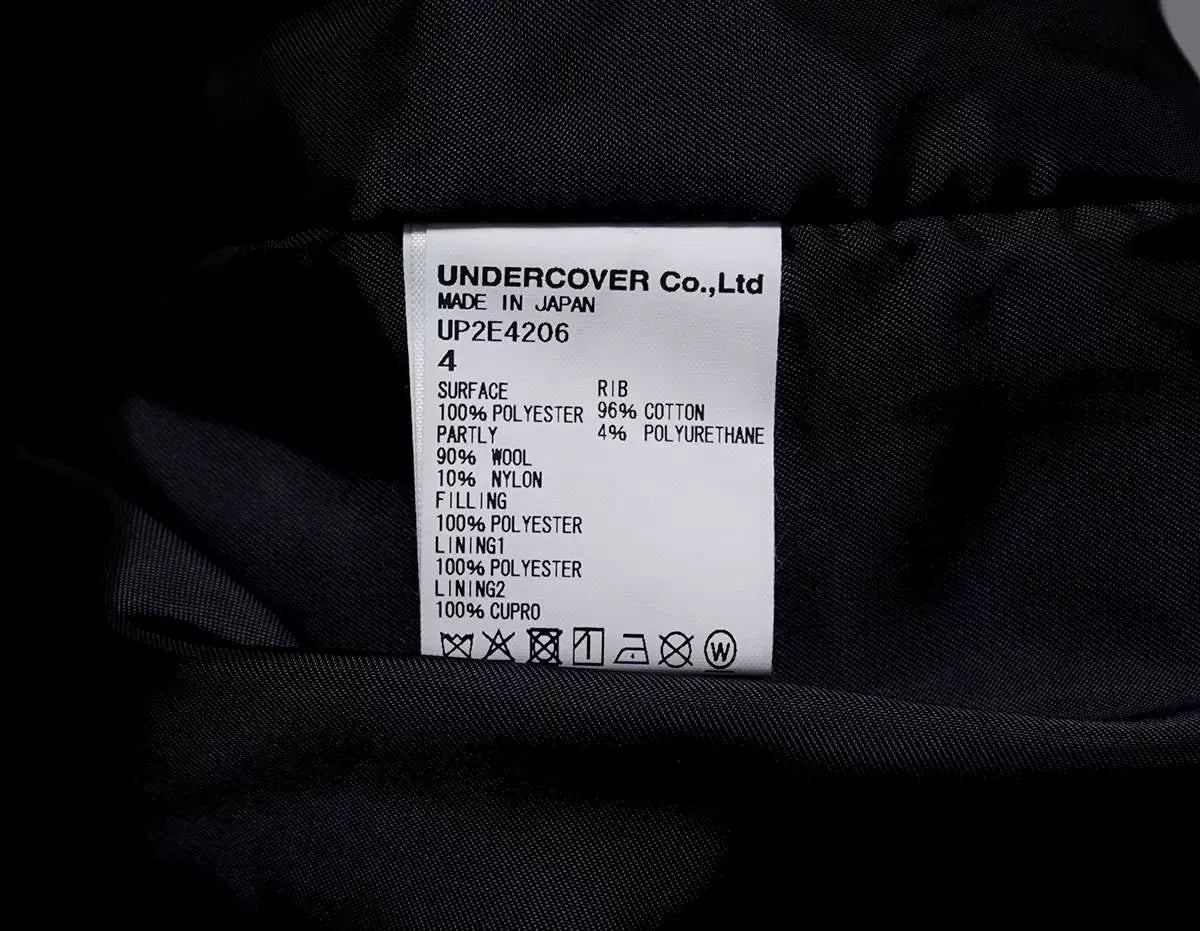 UNDERCOVER Co.,Ltd
MADE IN JAPAN
UP2E4206
4
SURFACE
100% POLYESTER
PARTLY
90% WOOL
10% NYLON
FILLING
100% POLYESTER
LINING1
100% POLYESTER
LINING2
100% CUPRO
RIB
96% COTTON
4% POLYURETHANE
W